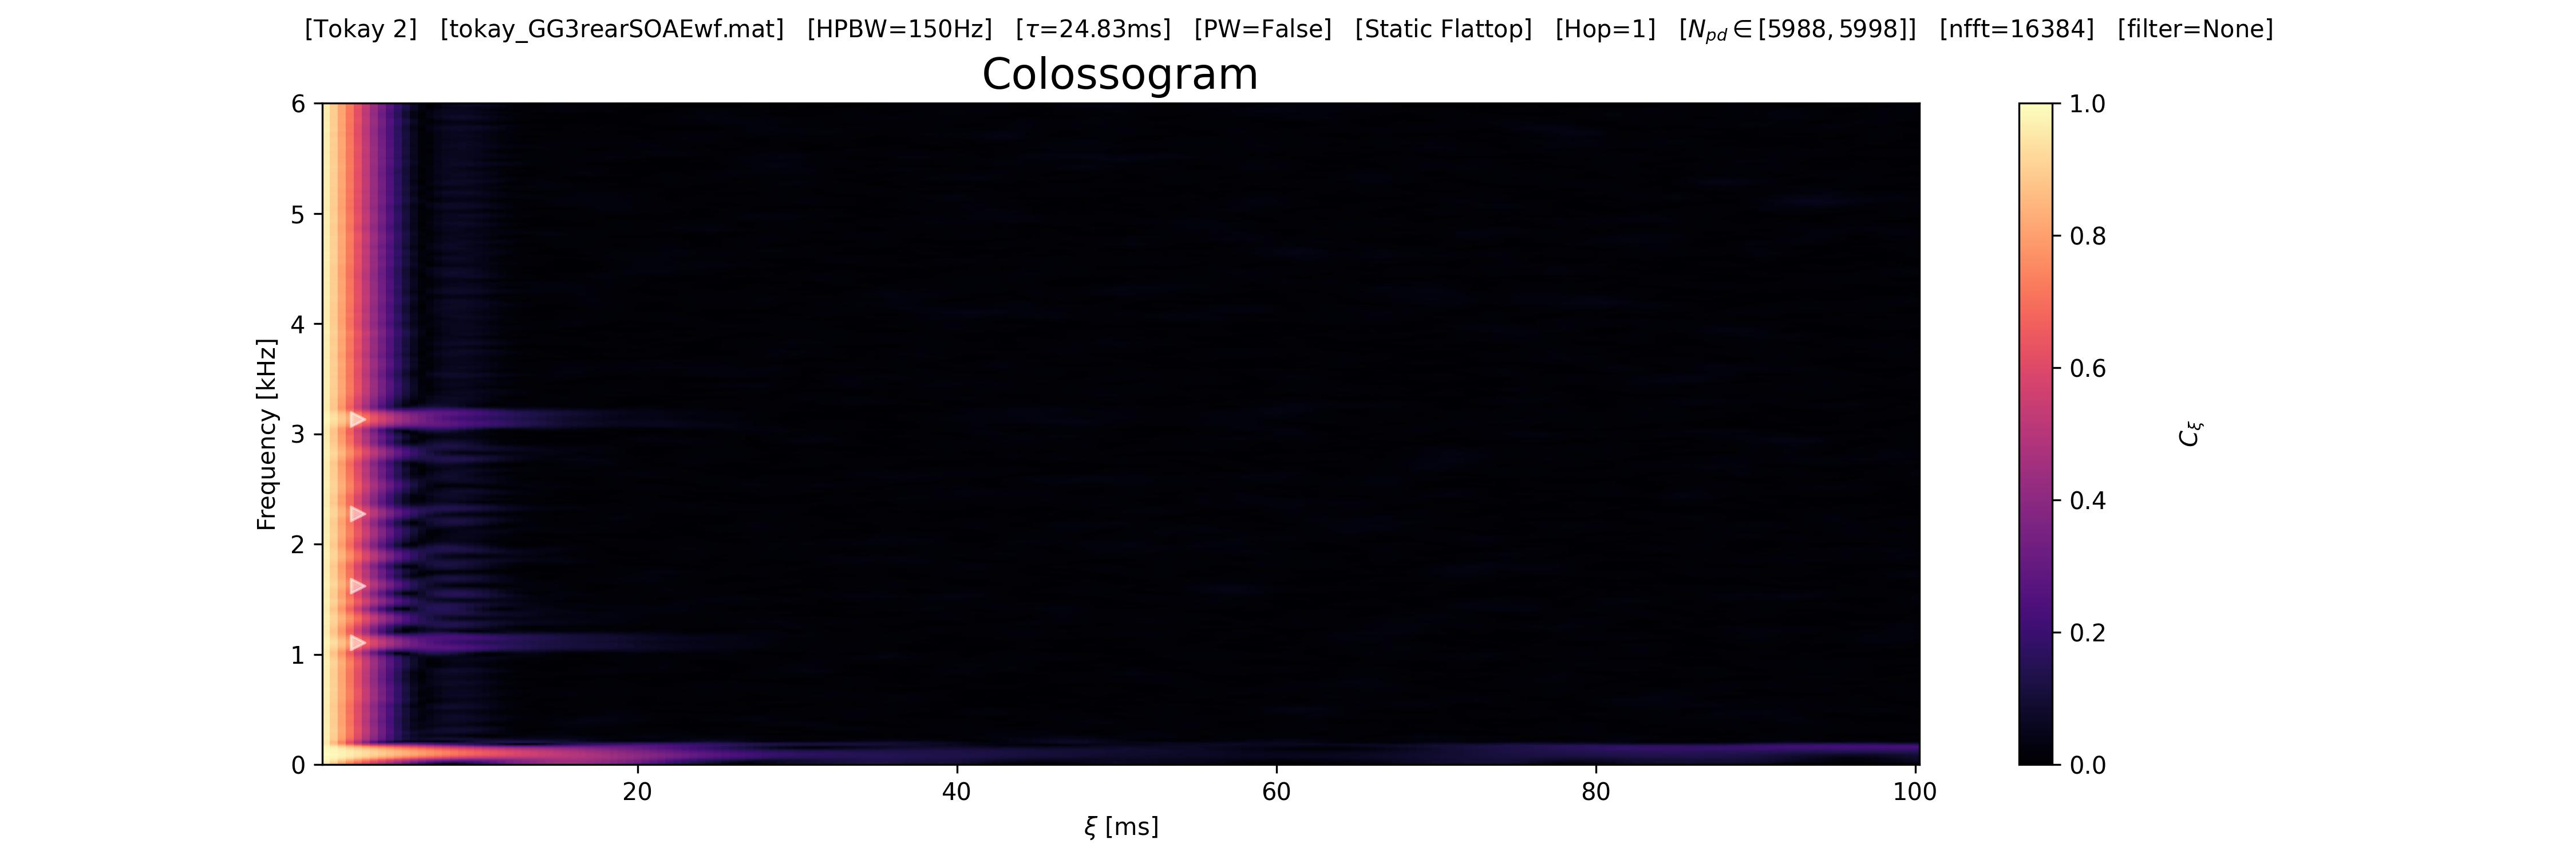 [Tokay 2] [tokay_GG3rearSOAEwf.mat] [HPBW=150Hz] [τ=24.83ms] [PW=False] [Static Flattop] [Hop=1] [N_pd ∈ [5988, 5998]] [nfft=16384] [filter=None]
Colossogram
6
5
4
3
2
1
0
Frequency [kHz]
20 40 60 80 100
ξ [ms]
1.0
0.8
0.6
0.4
0.2
0.0
C_ξ